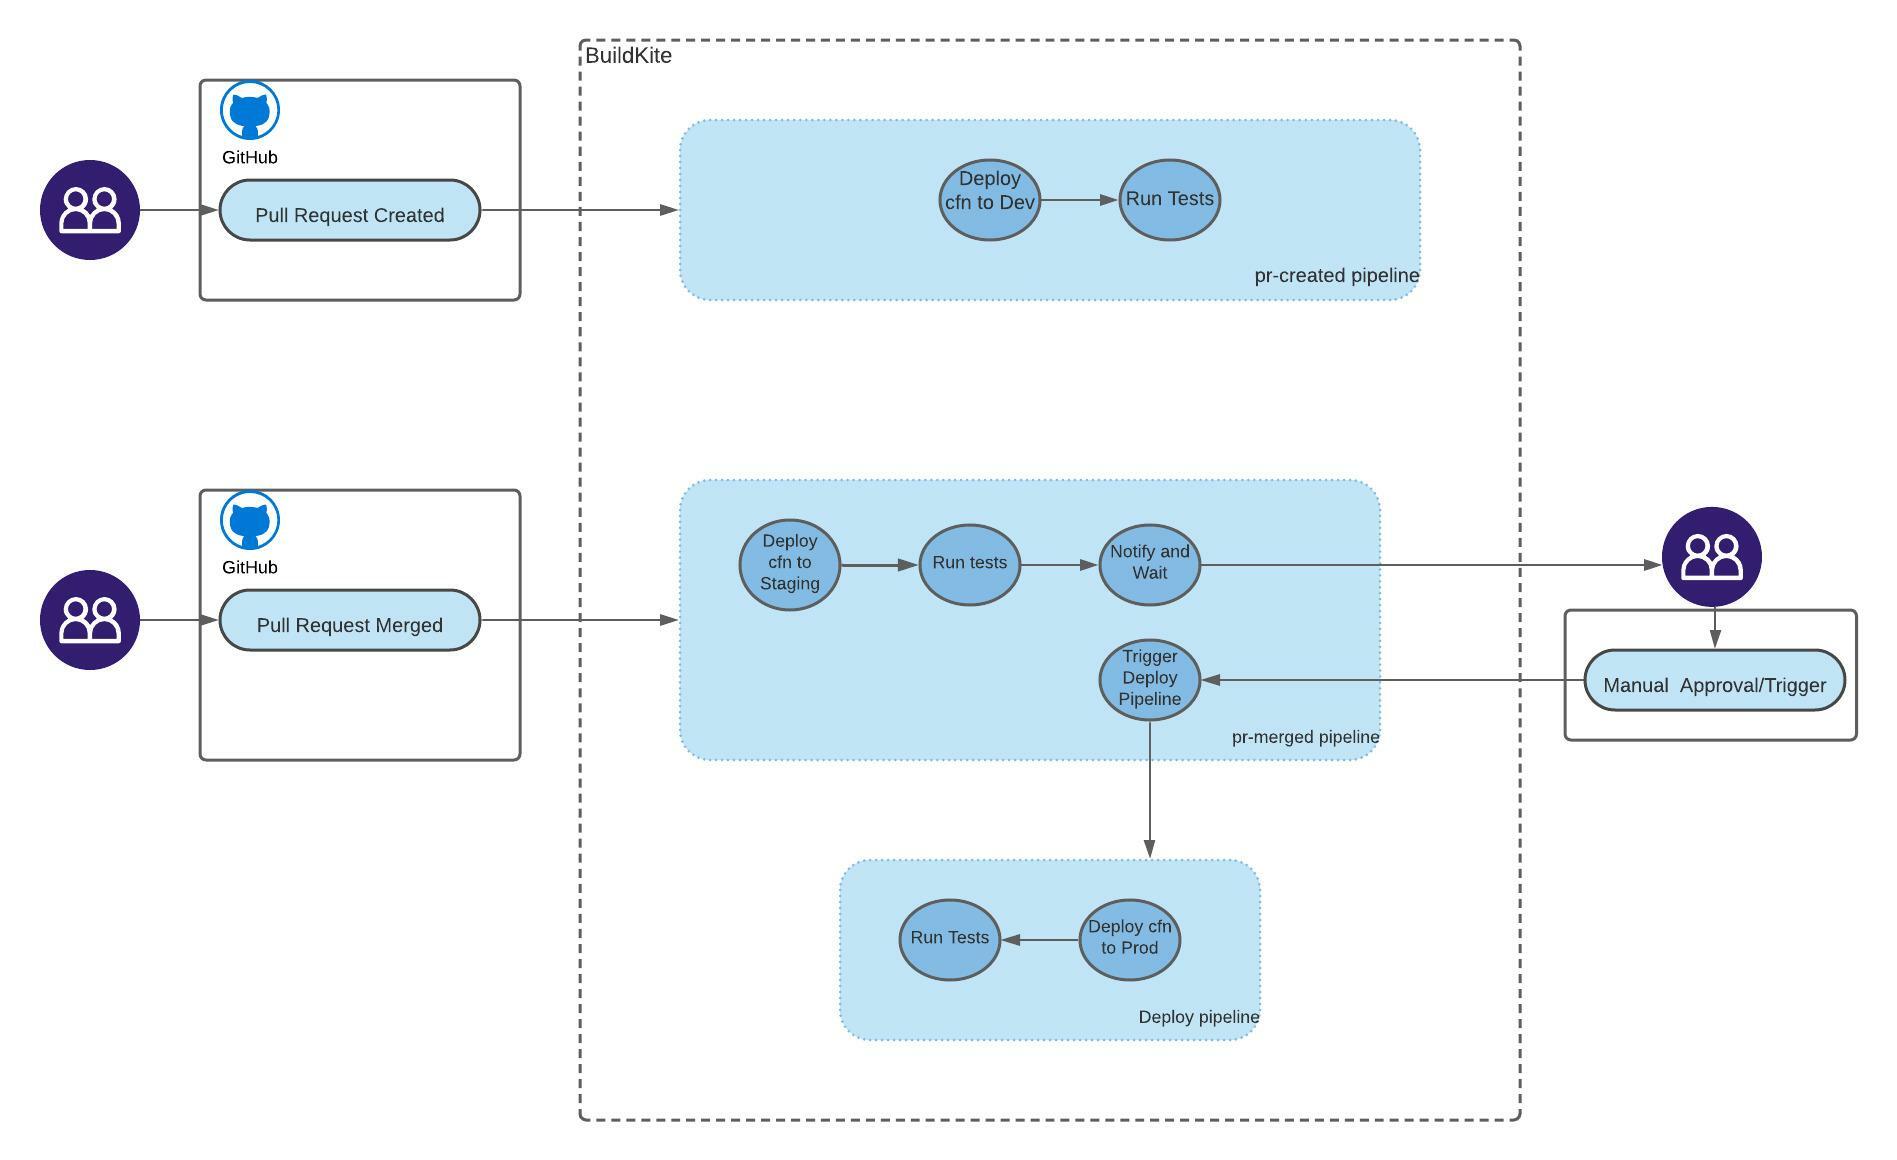 BuildKite
GitHub
Pull Request Created
Deploy
cfn to Dev
Run Tests
pr-created pipeline
GitHub
Pull Request Merged
Deploy
cfn to
Staging
Run tests
Notify and
Wait
Trigger
Deploy
Pipeline
pr-merged pipeline
Manual  Approval/Trigger
Run Tests
Deploy cfn
to Prod
Deploy pipeline